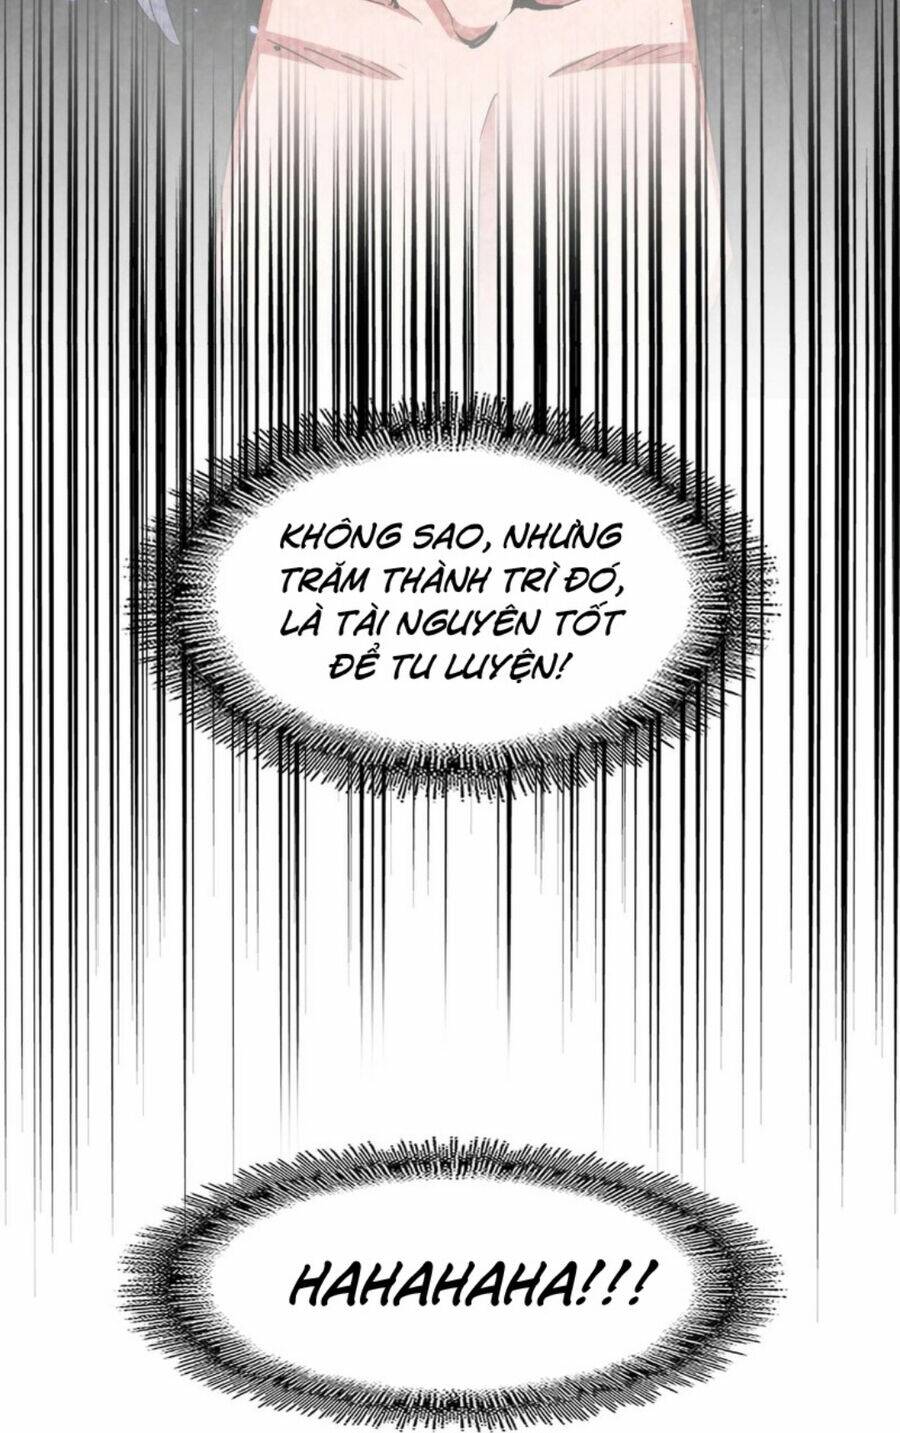 KHÔNG SAO, NHƯNG
TRĂM THÀNH TRÌ ĐÓ,
LÀ TÀI NGUYÊN TỐT
ĐỂ TU LUYỆN!
HAHAHAHA!!!